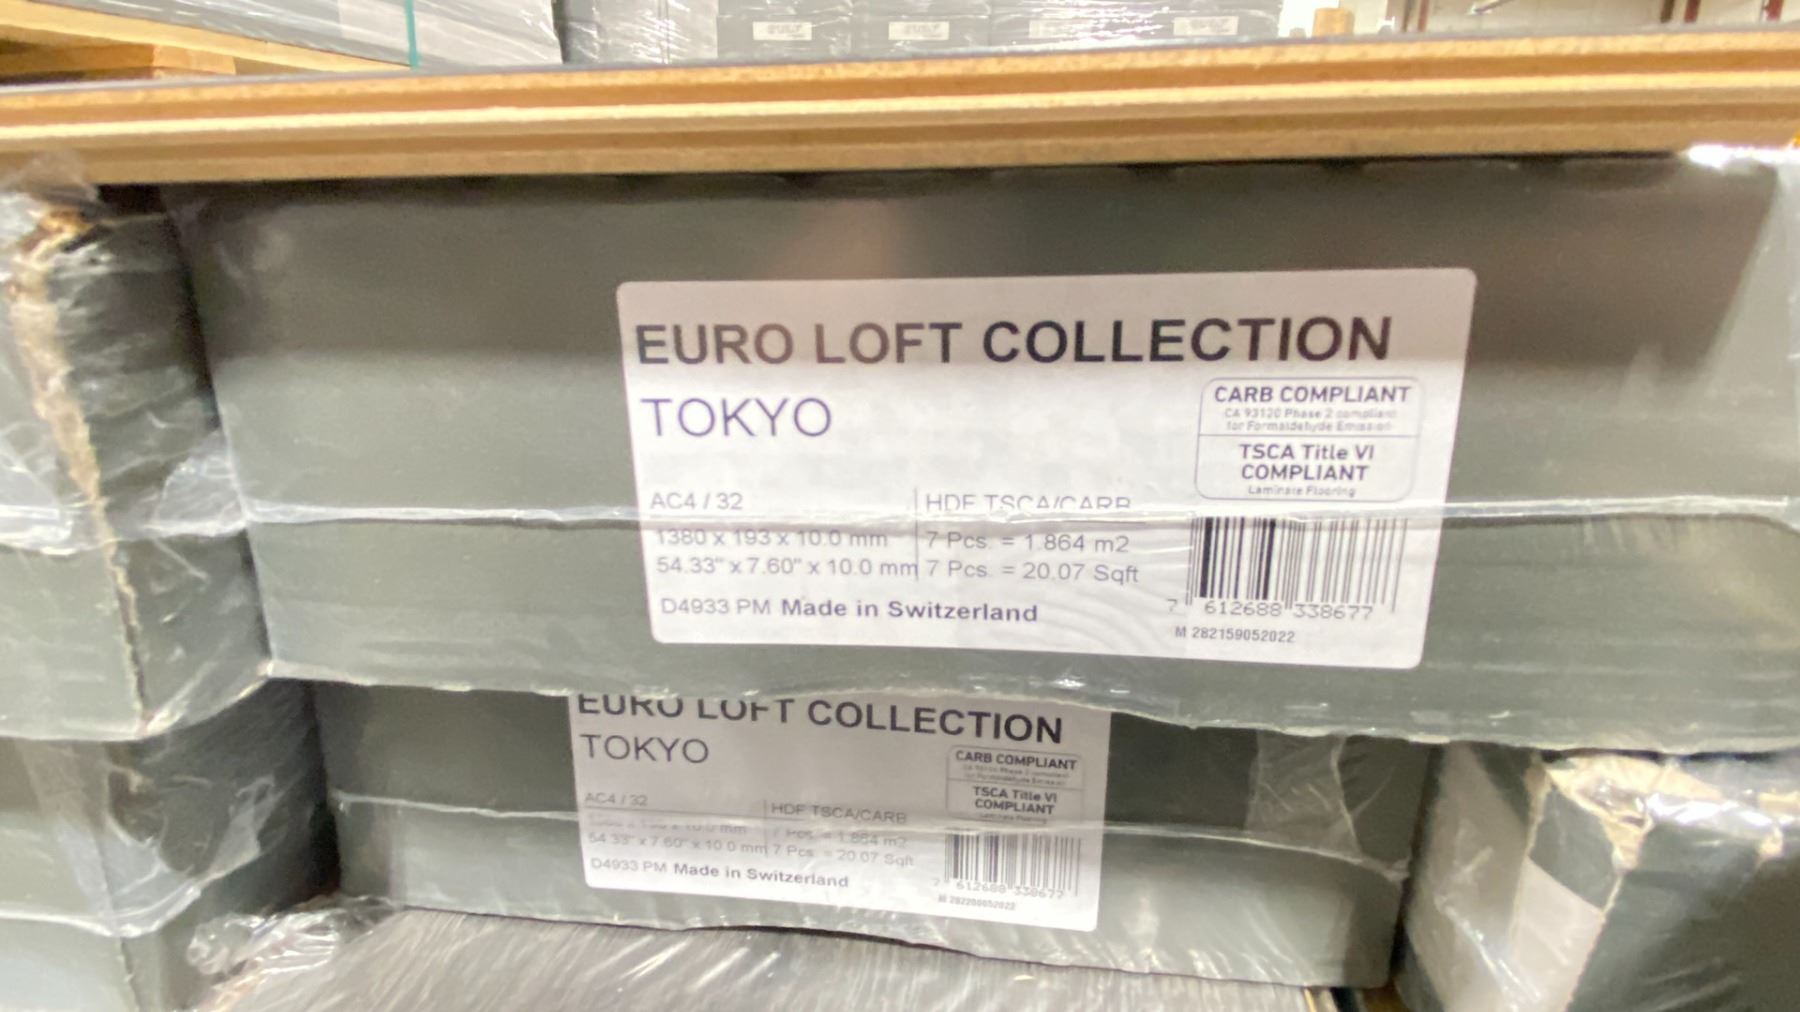 EURO LOFT COLLECTION
TOKYO
CARB COMPLIANT
CA 93120 Phase 2 compliant
for Formaldehyde Emission
TSCA Title VI
COMPLIANT
Laminate Flooring
AC4 / 32
HDF TSCA/CARB
1380 x 193 x 10.0 mm
7 Pcs. = 1.864 m2
54.33" x 7.60" x 10.0 mm
7 Pcs. = 20.07 Sqft
D4933 PM Made in Switzerland
7 612688 338677
M 282159052022
EURO LOFT COLLECTION
TOKYO
CARB COMPLIANT
TSCA Title VI
COMPLIANT
AC4 / 32
HDF TSCA/CARB
7 Pcs. = 1.864 m2
54.33" x 7.60" x 10.0 mm
7 Pcs. = 20.07 Sqft
D4933 PM Made in Switzerland
7 612688 338677